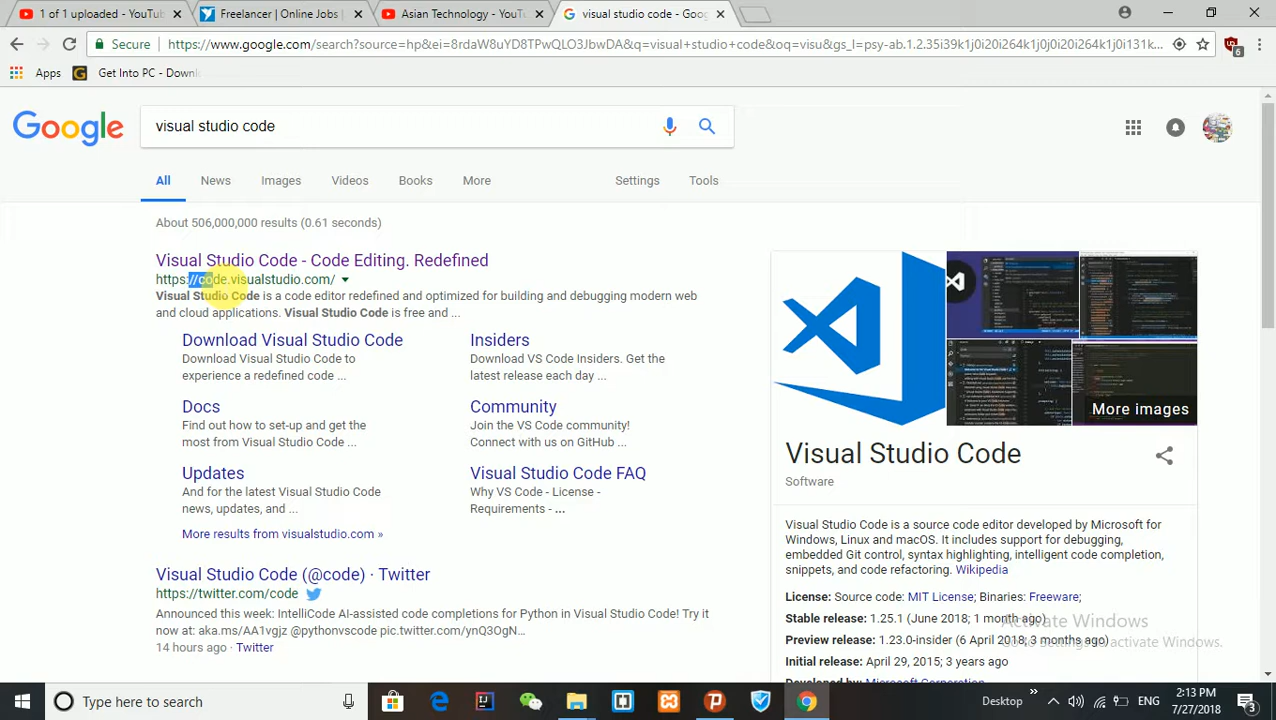 1 of 1 uploaded - YouTub
Freelancer | Online Jobs |
Asian Technology - YouT
visual studio code - Goo
Secure
https://www.google.com/search?source=hp&ei=8rdaW8uYD8TPwQLO3JbwDA&q=visual+studio+code&oq=visu&gs_l=psy-ab.1.2.35i39k1j0i20i264k1j0j0i20i264k1j0i131k...
6
Apps
Get Into PC - Downl
Google
visual studio code
All
News
Images
Videos
Books
More
Settings
Tools
About 506,000,000 results (0.61 seconds)
Visual Studio Code - Code Editing. Redefined
https://code.visualstudio.com/
Visual Studio Code is a code editor redefined and optimized for building and debugging modern web
and cloud applications. Visual Studio Code is free and ...
Download Visual Studio Code
Download Visual Studio Code to
experience a redefined code ...
Insiders
Download VS Code Insiders. Get the
latest release each day ...
Docs
Find out how to set-up and get the
most from Visual Studio Code ...
Community
Join the VS Code community.
Connect with us on GitHub ...
Updates
And for the latest Visual Studio Code
news, updates, and ...
Visual Studio Code FAQ
Why VS Code - License -
Requirements - ...
More results from visualstudio.com »
Visual Studio Code (@code) · Twitter
https://twitter.com/code
Announced this week: IntelliCode AI-assisted code completions for Python in Visual Studio Code! Try it
now at: aka.ms/AA1vgjz @pythonvscode pic.twitter.com/ynQ3OgN...
14 hours ago · Twitter
More images
Visual Studio Code
Software
Visual Studio Code is a source code editor developed by Microsoft for
Windows, Linux and macOS. It includes support for debugging,
embedded Git control, syntax highlighting, intelligent code completion,
snippets, and code refactoring. Wikipedia
License: Source code: MIT License; Binaries: Freeware;
Stable release: 1.25.1 (June 2018; 1 month ago)
Preview release: 1.23.0-insider (6 April 2018; 3 months ago)
Initial release: April 29, 2015; 3 years ago
Developed by: Microsoft Corporation
Activate Windows
Go to Settings to activate Windows.
Type here to search
Desktop
ENG
2:13 PM
7/27/2018
3